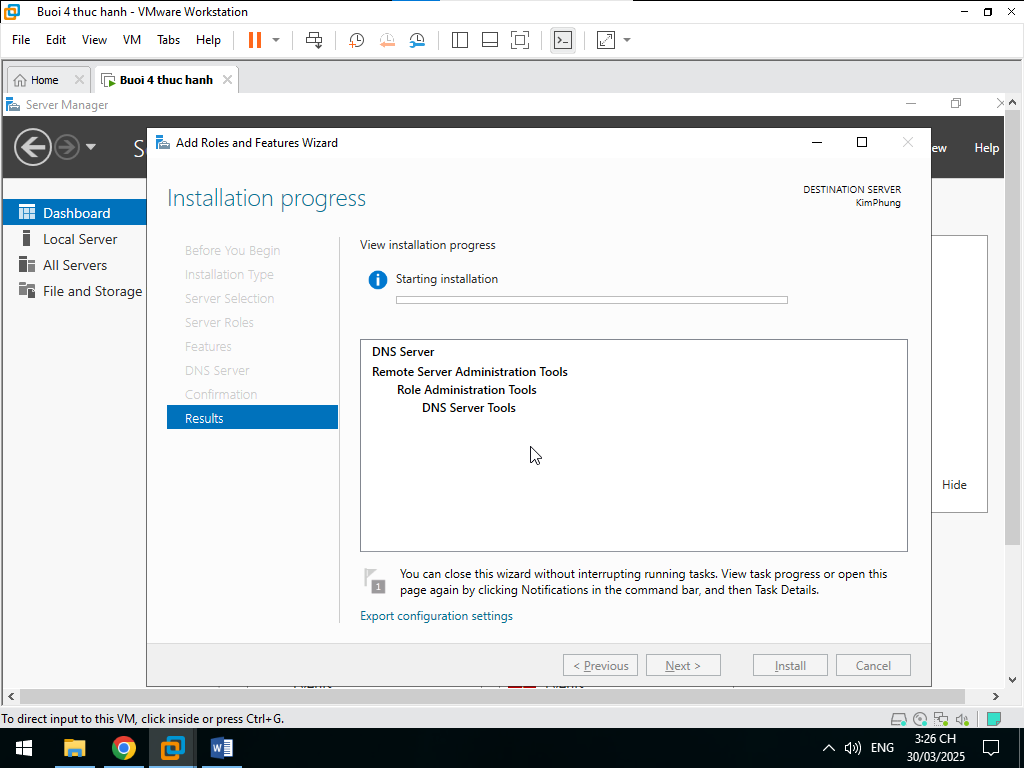 Buoi 4 thuc hanh - VMware Workstation
File Edit View VM Tabs Help
Home
Buoi 4 thuc hanh
Server Manager
Help
Add Roles and Features Wizard
Installation progress
DESTINATION SERVER
KimPhung
Dashboard
Local Server
All Servers
File and Storage
Before You Begin
Installation Type
Server Selection
Server Roles
Features
DNS Server
Confirmation
Results
View installation progress
Starting installation
DNS Server
Remote Server Administration Tools
Role Administration Tools
DNS Server Tools
Hide
1
You can close this wizard without interrupting running tasks. View task progress or open this
page again by clicking Notifications in the command bar, and then Task Details.
Export configuration settings
< Previous
Next >
Install
Cancel
To direct input to this VM, click inside or press Ctrl+G.
ENG
3:26 CH
30/03/2025